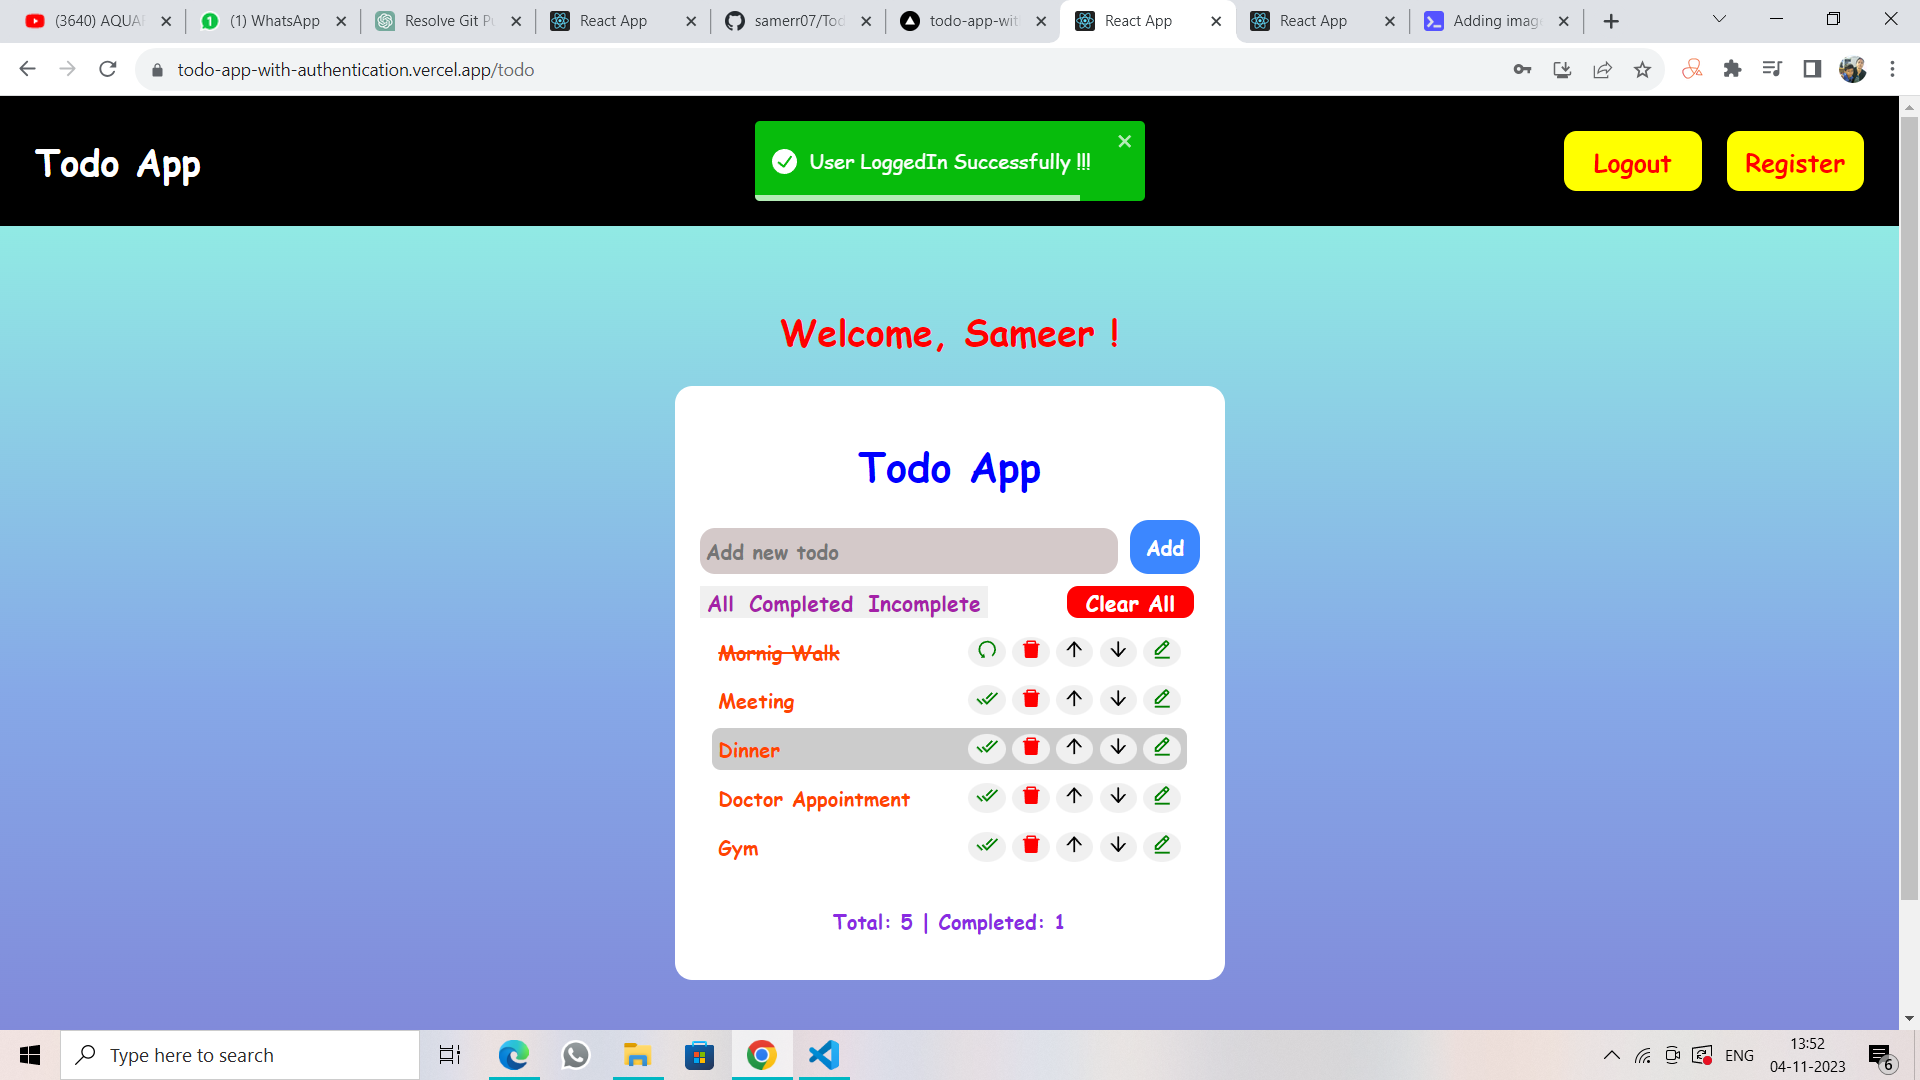 (3640) AQUA
(1) WhatsApp
Resolve Git Pu
React App
samerr07/Tod
todo-app-wit
React App
React App
Adding image
todo-app-with-authentication.vercel.app/todo
Todo App
User LoggedIn Successfully !!!
Logout
Register
Welcome, Sameer !
Todo App
Add new todo
Add
All Completed Incomplete
Clear All
Mornig Walk
Meeting
Dinner
Doctor Appointment
Gym
Total: 5 | Completed: 1
Type here to search
ENG
13:52
04-11-2023
6